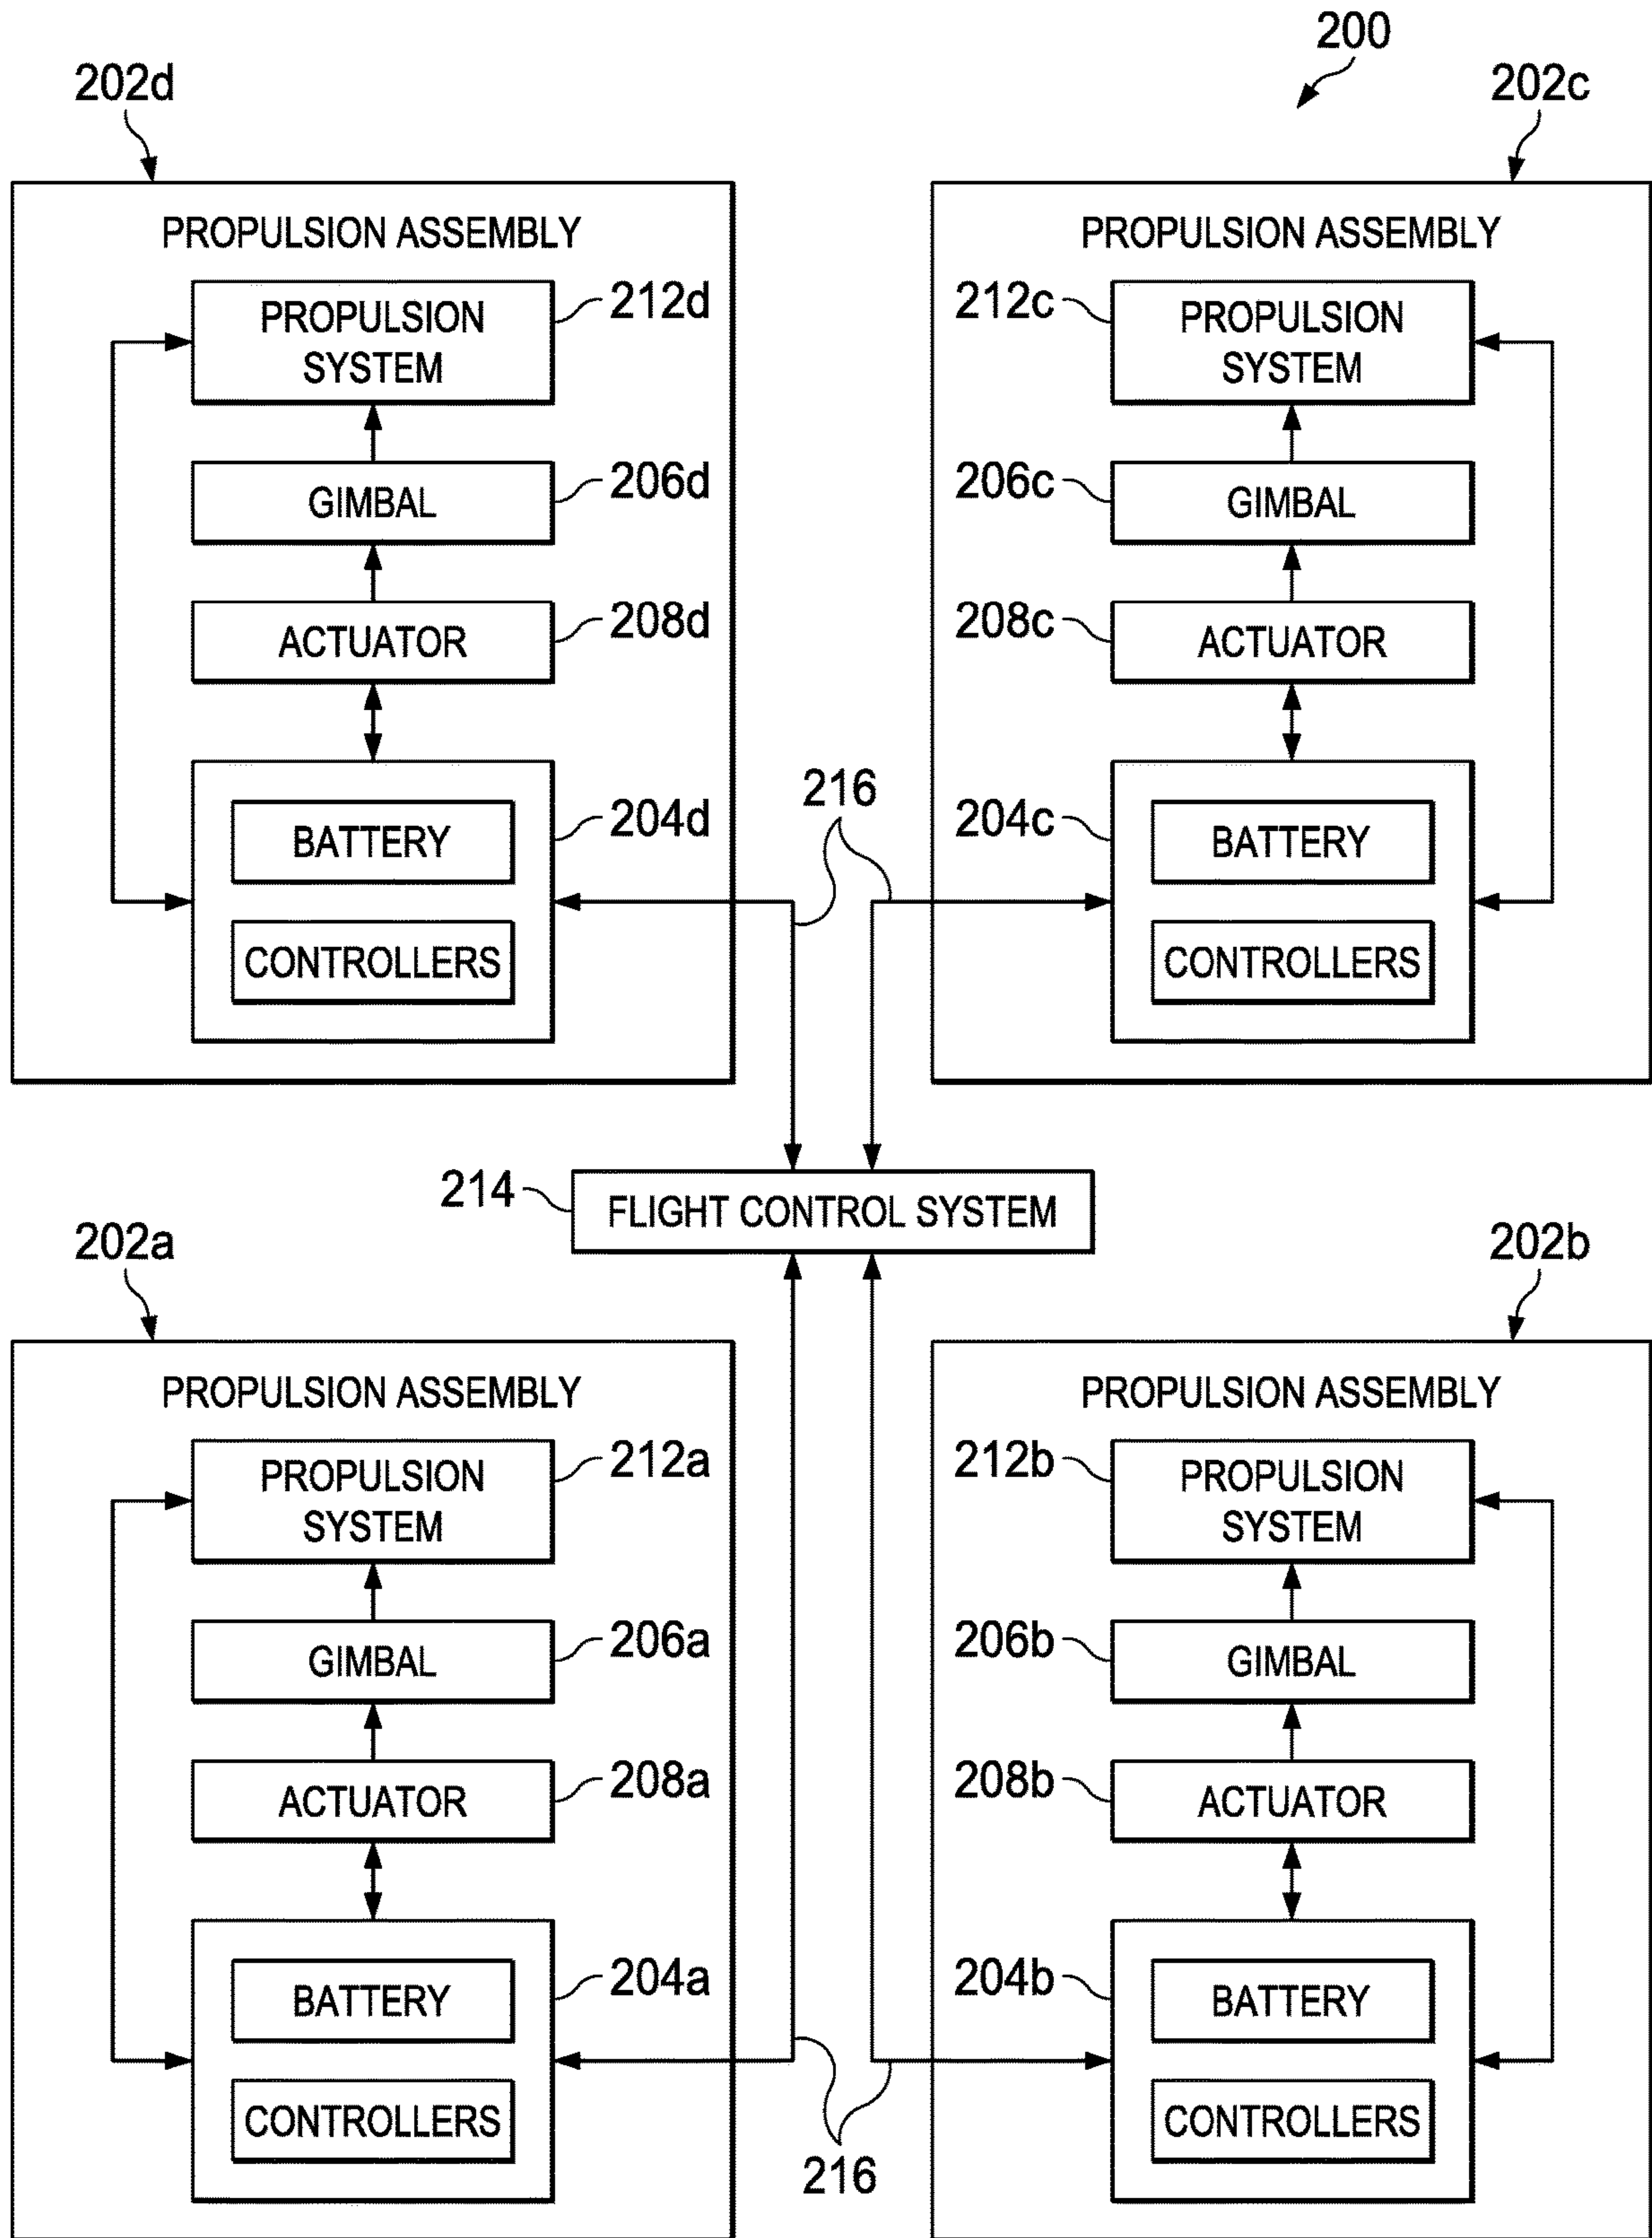 200
202d
202c
PROPULSION ASSEMBLY
PROPULSION
SYSTEM
212d
GIMBAL
206d
ACTUATOR
208d
BATTERY
204d
CONTROLLERS
PROPULSION ASSEMBLY
212c
PROPULSION
SYSTEM
206c
GIMBAL
208c
ACTUATOR
216
204c
BATTERY
CONTROLLERS
214
FLIGHT CONTROL SYSTEM
202a
202b
PROPULSION ASSEMBLY
PROPULSION
SYSTEM
212a
GIMBAL
206a
ACTUATOR
208a
BATTERY
204a
CONTROLLERS
PROPULSION ASSEMBLY
212b
PROPULSION
SYSTEM
206b
GIMBAL
208b
ACTUATOR
204b
BATTERY
CONTROLLERS
216